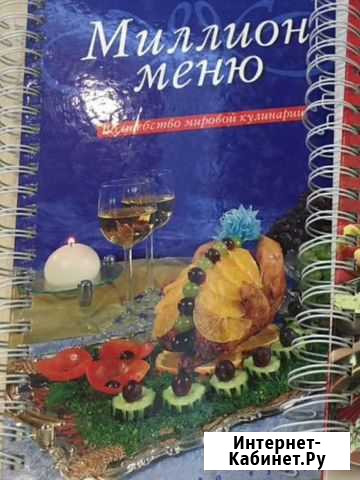 Миллион
меню
Волшебство мировой кулинарии
Интернет-
Кабинет.Ру